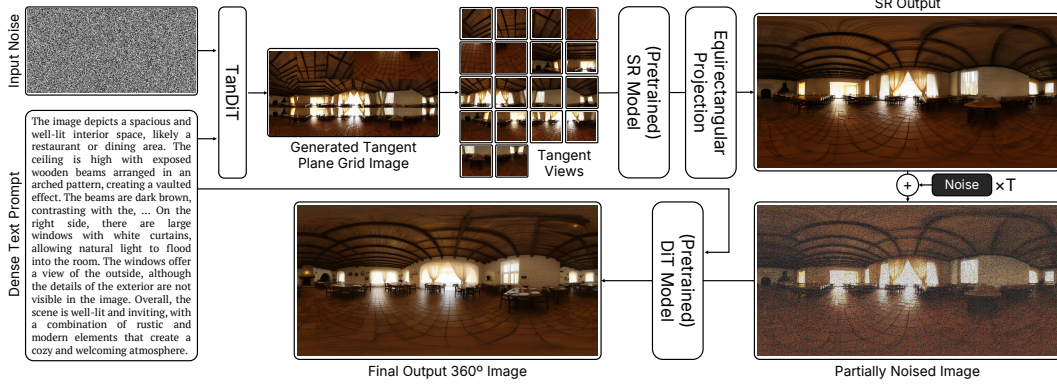 SR Output
Input Noise
TanDiT
Generated Tangent
Plane Grid Image
Tangent
Views
(Pretrained)
SR Model
Equirectangular
Projection
+
Noise
×T
Dense Text Prompt
The image depicts a spacious and
well-lit interior space, likely a
restaurant or dining area. The
ceiling is high with exposed
wooden beams arranged in an
arched pattern, creating a vaulted
effect. The beams are dark brown,
contrasting with the, ... On the
right side, there are large
windows with white curtains,
allowing natural light to flood
into the room. The windows offer
a view of the outside, although
the details of the exterior are not
visible in the image. Overall, the
scene is well-lit and inviting, with
a combination of rustic and
modern elements that create a
cozy and welcoming atmosphere.
(Pretrained)
DiT Model
Final Output 360º Image
Partially Noised Image